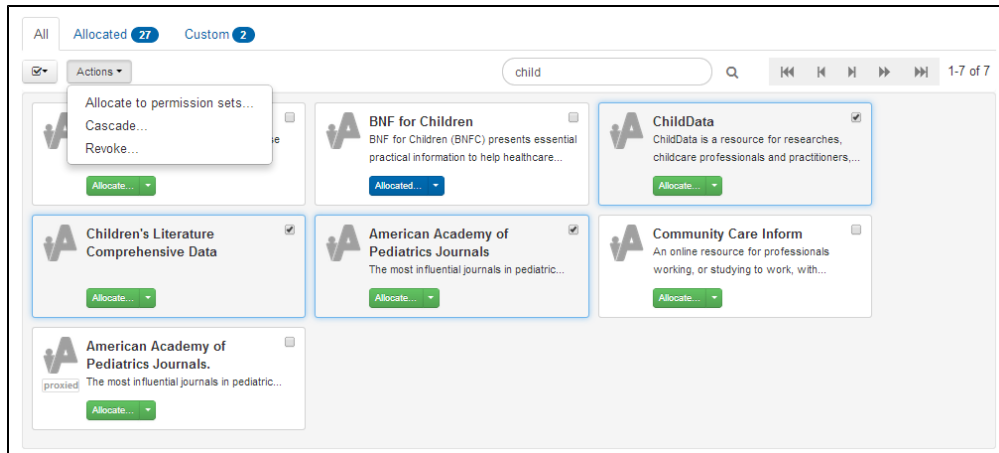 All Allocated 27 Custom 2
Actions child 1-7 of 7
Allocate to permission sets...
Cascade...
Revoke...
se
Allocate...
BNF for Children
BNF for Children (BNFC) presents essential
practical information to help healthcare...
Allocated...
ChildData
ChildData is a resource for researches,
childcare professionals and practitioners,...
Allocate...
Children's Literature
Comprehensive Data
Allocate...
American Academy of
Pediatrics Journals
The most influential journals in pediatric...
Allocate...
Community Care Inform
An online resource for professionals
working, or studying to work, with...
Allocate...
American Academy of
Pediatrics Journals.
proxied
The most influential journals in pediatric...
Allocate...